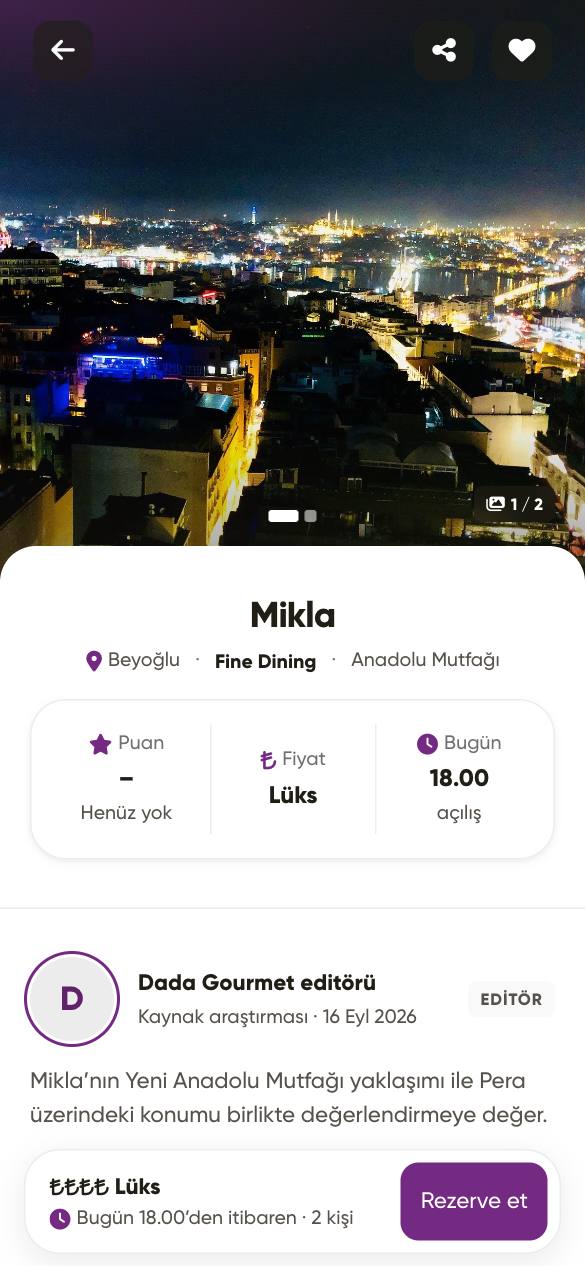 1 / 2
Mikla
Beyoğlu · Fine Dining · Anadolu Mutfağı
Puan
–
Henüz yok
₺ Fiyat
Lüks
Bugün
18.00
açılış
D
Dada Gourmet editörü
Kaynak araştırması · 16 Eyl 2026
EDİTÖR
Mikla’nın Yeni Anadolu Mutfağı yaklaşımı ile Pera
üzerindeki konumu birlikte değerlendirmeye değer.
₺₺₺₺ Lüks
Bugün 18.00’den itibaren · 2 kişi
Rezerve et